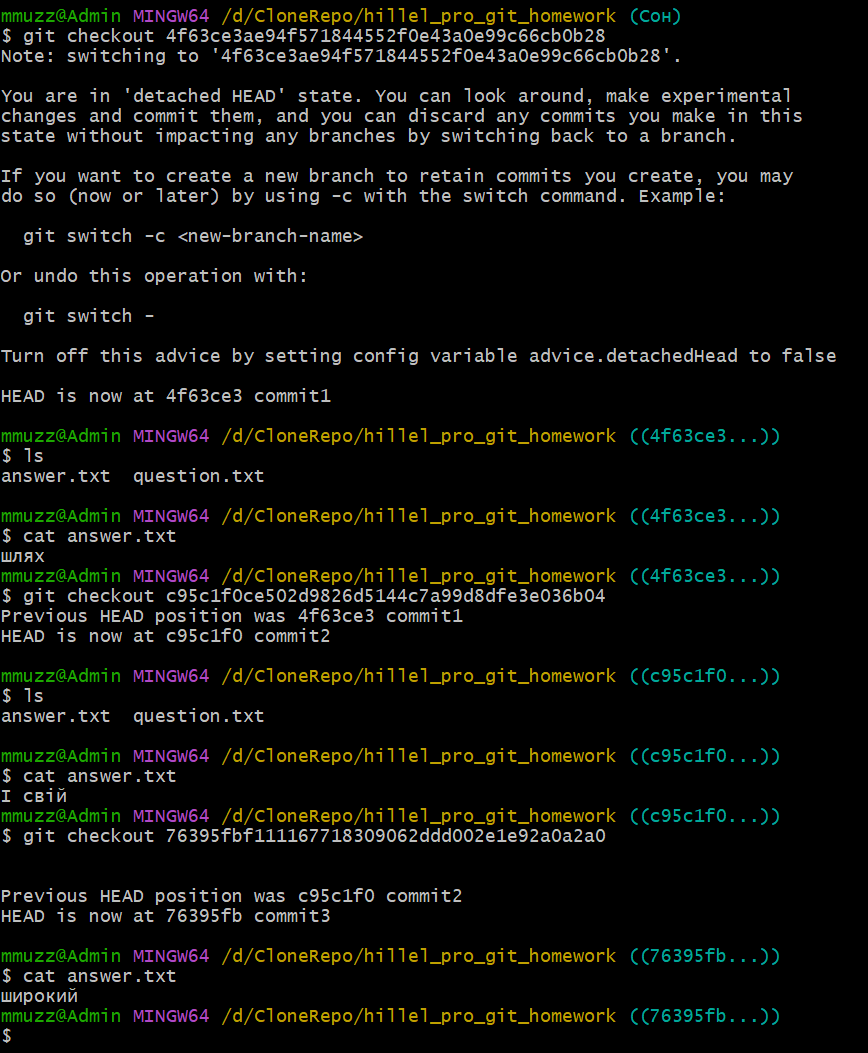 mmuzz@Admin MINGW64 /d/CloneRepo/hillel_pro_git_homework (Сон)
$ git checkout 4f63ce3ae94f571844552f0e43a0e99c66cb0b28
Note: switching to '4f63ce3ae94f571844552f0e43a0e99c66cb0b28'.
You are in 'detached HEAD' state. You can look around, make experimental
changes and commit them, and you can discard any commits you make in this
state without impacting any branches by switching back to a branch.
If you want to create a new branch to retain commits you create, you may
do so (now or later) by using -c with the switch command. Example:
git switch -c <new-branch-name>
Or undo this operation with:
git switch -
Turn off this advice by setting config variable advice.detachedHead to false
HEAD is now at 4f63ce3 commit1
mmuzz@Admin MINGW64 /d/CloneRepo/hillel_pro_git_homework ((4f63ce3...))
$ ls
answer.txt  question.txt
mmuzz@Admin MINGW64 /d/CloneRepo/hillel_pro_git_homework ((4f63ce3...))
$ cat answer.txt
шлях
mmuzz@Admin MINGW64 /d/CloneRepo/hillel_pro_git_homework ((4f63ce3...))
$ git checkout c95c1f0ce502d9826d5144c7a99d8dfe3e036b04
Previous HEAD position was 4f63ce3 commit1
HEAD is now at c95c1f0 commit2
mmuzz@Admin MINGW64 /d/CloneRepo/hillel_pro_git_homework ((c95c1f0...))
$ ls
answer.txt  question.txt
mmuzz@Admin MINGW64 /d/CloneRepo/hillel_pro_git_homework ((c95c1f0...))
$ cat answer.txt
І свій
mmuzz@Admin MINGW64 /d/CloneRepo/hillel_pro_git_homework ((c95c1f0...))
$ git checkout 76395fbf111167718309062ddd002e1e92a0a2a0
Previous HEAD position was c95c1f0 commit2
HEAD is now at 76395fb commit3
mmuzz@Admin MINGW64 /d/CloneRepo/hillel_pro_git_homework ((76395fb...))
$ cat answer.txt
широкий
mmuzz@Admin MINGW64 /d/CloneRepo/hillel_pro_git_homework ((76395fb...))
$